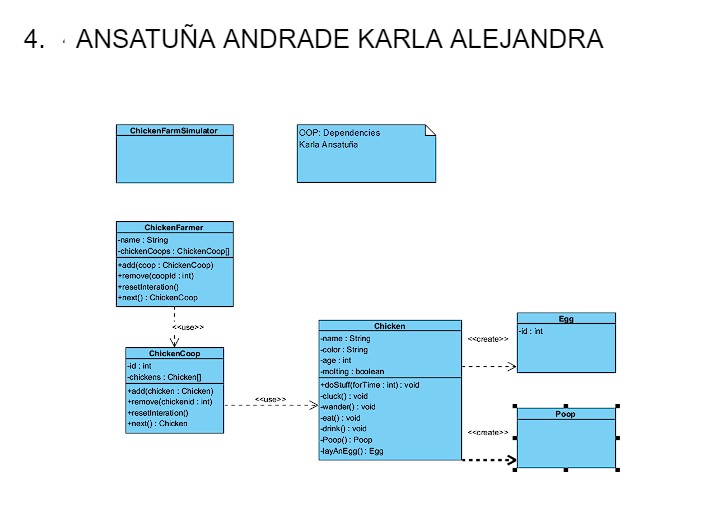 4. ANSATUÑA ANDRADE KARLA ALEJANDRA
ChickenFarmSimulator
OOP: Dependencies
Karla Ansatuña
ChickenFarmer
-name : String
-chickenCoops : ChickenCoop[]
+add(coop : ChickenCoop)
+remove(coopId : int)
+resetInteration()
+next() : ChickenCoop
<<use>>
ChickenCoop
-id : int
-chickens : Chicken[]
+add(chicken : Chicken)
+remove(chickenid : int)
+resetInteration()
+next() : Chicken
<<use>>
Chicken
-name : String
-color : String
-age : int
-molting : boolean
+doStuff(forTime : int) : void
-cluck() : void
-wander() : void
-eat() : void
-drink() : void
-Poop() : Poop
-layAnEgg() : Egg
<<create>>
Egg
-id : int
<<create>>
Poop